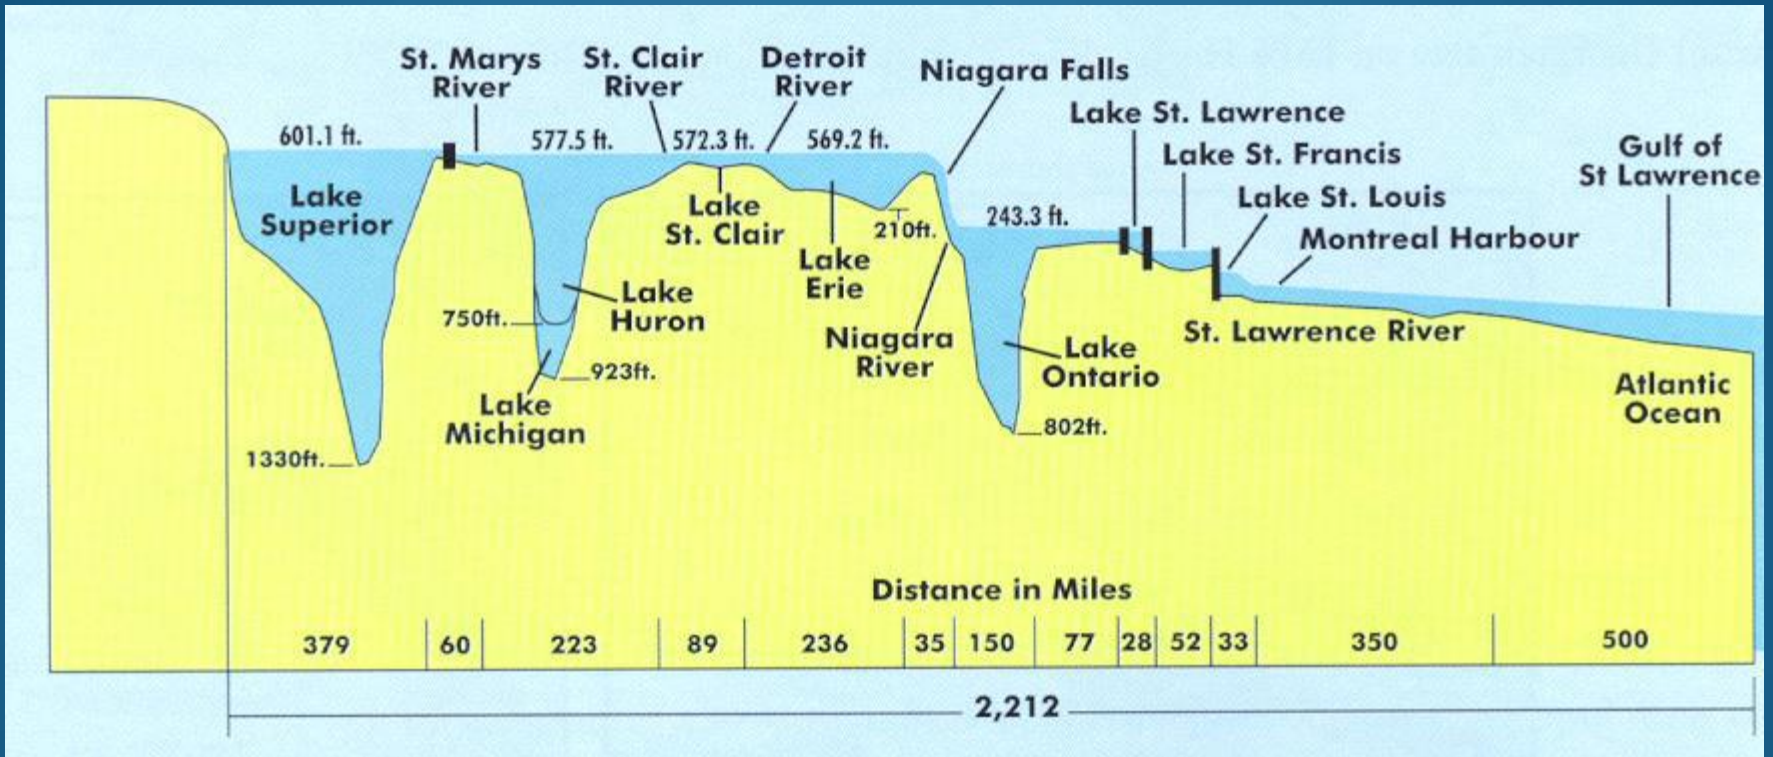 St. Marys
River
St. Clair
River
Detroit
River
Niagara Falls
Lake St. Lawrence
Lake St. Francis
Lake St. Louis
Montreal Harbour
Gulf of
St Lawrence
601.1 ft.
577.5 ft.
572.3 ft.
569.2 ft.
243.3 ft.
Lake
Superior
Lake
St. Clair
210ft.
Lake
Erie
Lake
Huron
750ft.
923ft.
Lake
Michigan
1330ft.
Niagara
River
Lake
Ontario
802ft.
St. Lawrence River
Atlantic
Ocean
Distance in Miles
379 60 223 89 236 35 150 77 28 52 33 350 500
2,212